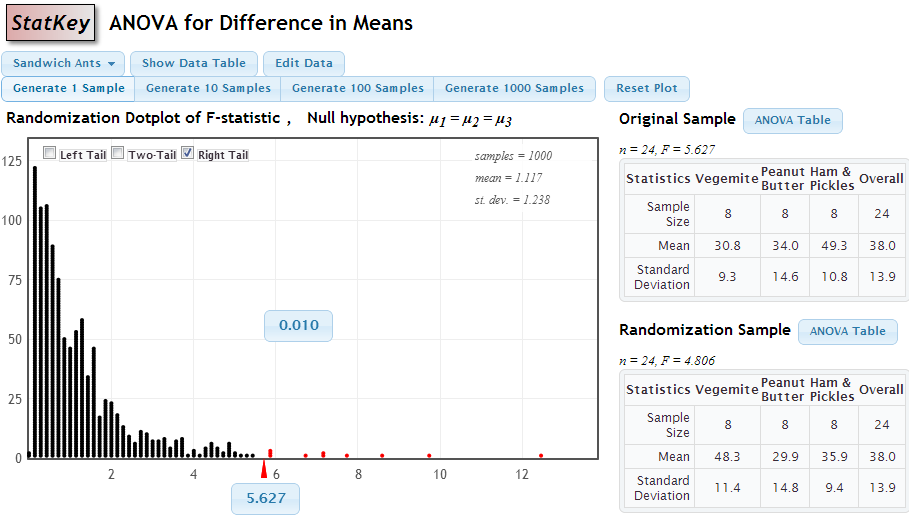 StatKey ANOVA for Difference in Means
Sandwich Ants Show Data Table Edit Data
Generate 1 Sample Generate 10 Samples Generate 100 Samples Generate 1000 Samples Reset Plot
Randomization Dotplot of F-statistic , Null hypothesis: μ1 = μ2 = μ3
Left Tail Two-Tail Right Tail
samples = 1000
mean = 1.117
st. dev. = 1.238
125
100
75
50
25
0
0.010
2 4 6 8 10 12
5.627
Original Sample ANOVA Table
n = 24, F = 5.627
Statistics Vegemite Peanut Butter Ham & Pickles Overall
Sample Size 8 8 8 24
Mean 30.8 34.0 49.3 38.0
Standard Deviation 9.3 14.6 10.8 13.9
Randomization Sample ANOVA Table
n = 24, F = 4.806
Statistics Vegemite Peanut Butter Ham & Pickles Overall
Sample Size 8 8 8 24
Mean 48.3 29.9 35.9 38.0
Standard Deviation 11.4 14.8 9.4 13.9